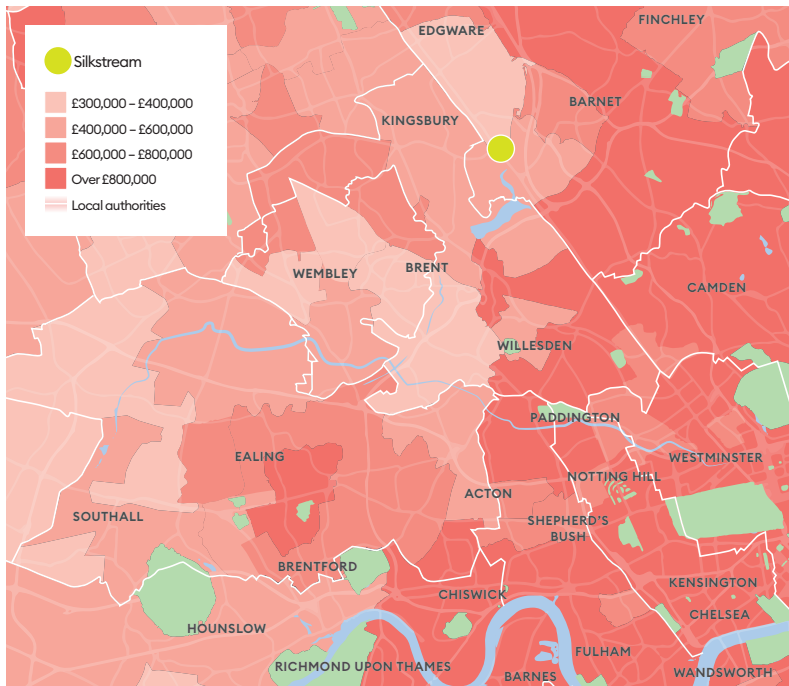 Silkstream
£300,000 – £400,000
£400,000 – £600,000
£600,000 – £800,000
Over £800,000
Local authorities
FINCHLEY
EDGWARE
BARNET
KINGSBURY
WEMBLEY
BRENT
CAMDEN
WILLESDEN
PADDINGTON
EALING
WESTMINSTER
NOTTING HILL
ACTON
SOUTHALL
SHEPHERD'S
BUSH
BRENTFORD
KENSINGTON
CHISWICK
CHELSEA
HOUNSLOW
FULHAM
RICHMOND UPON THAMES
WANDSWORTH
BARNES